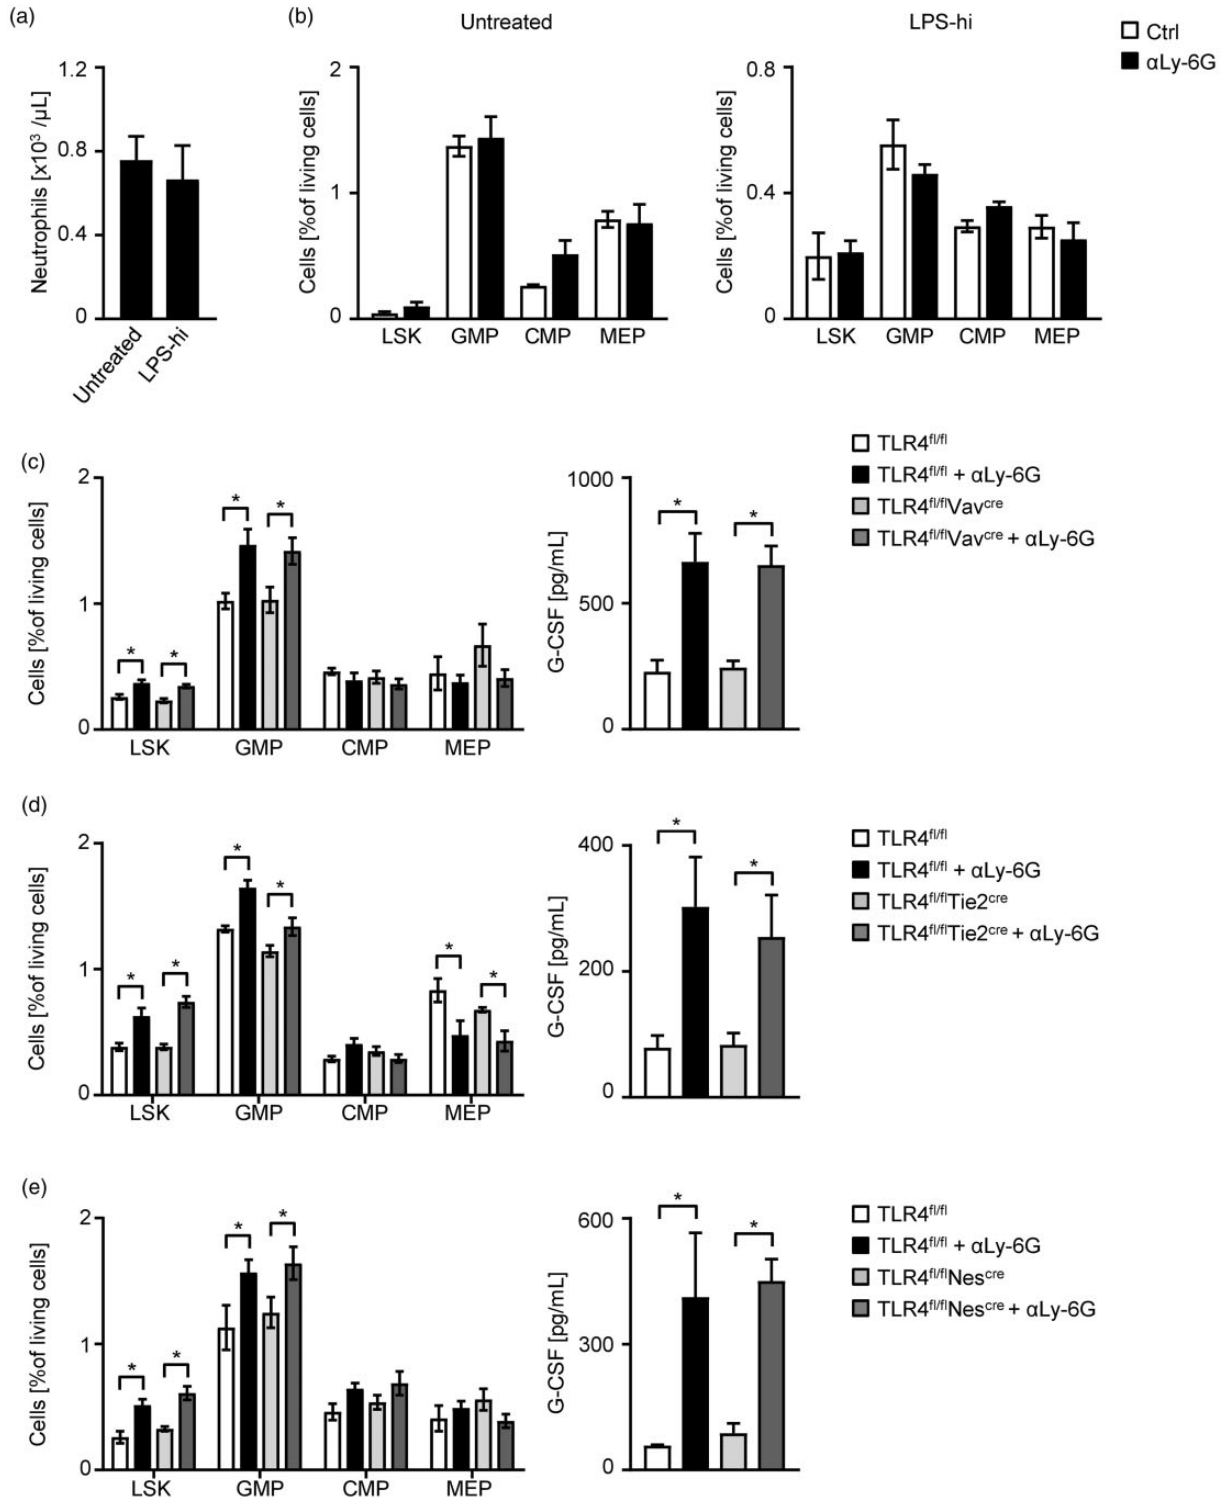 (a)
Neutrophils [x10³ /µL]
1.2
0.8
0.4
0
Untreated
LPS-hi
(b)
Untreated
Cells [%of living cells]
2
1
0
LSK GMP CMP MEP
LPS-hi
Cells [%of living cells]
0.8
0.4
0
LSK GMP CMP MEP
Ctrl
αLy-6G
(c)
Cells [%of living cells]
2
* * * *
1
0
LSK GMP CMP MEP
G-CSF [pg/mL]
1000
* *
500
0
TLR4fl/fl
TLR4fl/fl + αLy-6G
TLR4fl/flVavcre
TLR4fl/flVavcre + αLy-6G
(d)
Cells [%of living cells]
2
* * * * * *
1
0
LSK GMP CMP MEP
G-CSF [pg/mL]
400
* *
200
0
TLR4fl/fl
TLR4fl/fl + αLy-6G
TLR4fl/flTie2cre
TLR4fl/flTie2cre + αLy-6G
(e)
Cells [%of living cells]
2
* * * *
1
0
LSK GMP CMP MEP
G-CSF [pg/mL]
600
* *
300
0
TLR4fl/fl
TLR4fl/fl + αLy-6G
TLR4fl/flNescre
TLR4fl/flNescre + αLy-6G